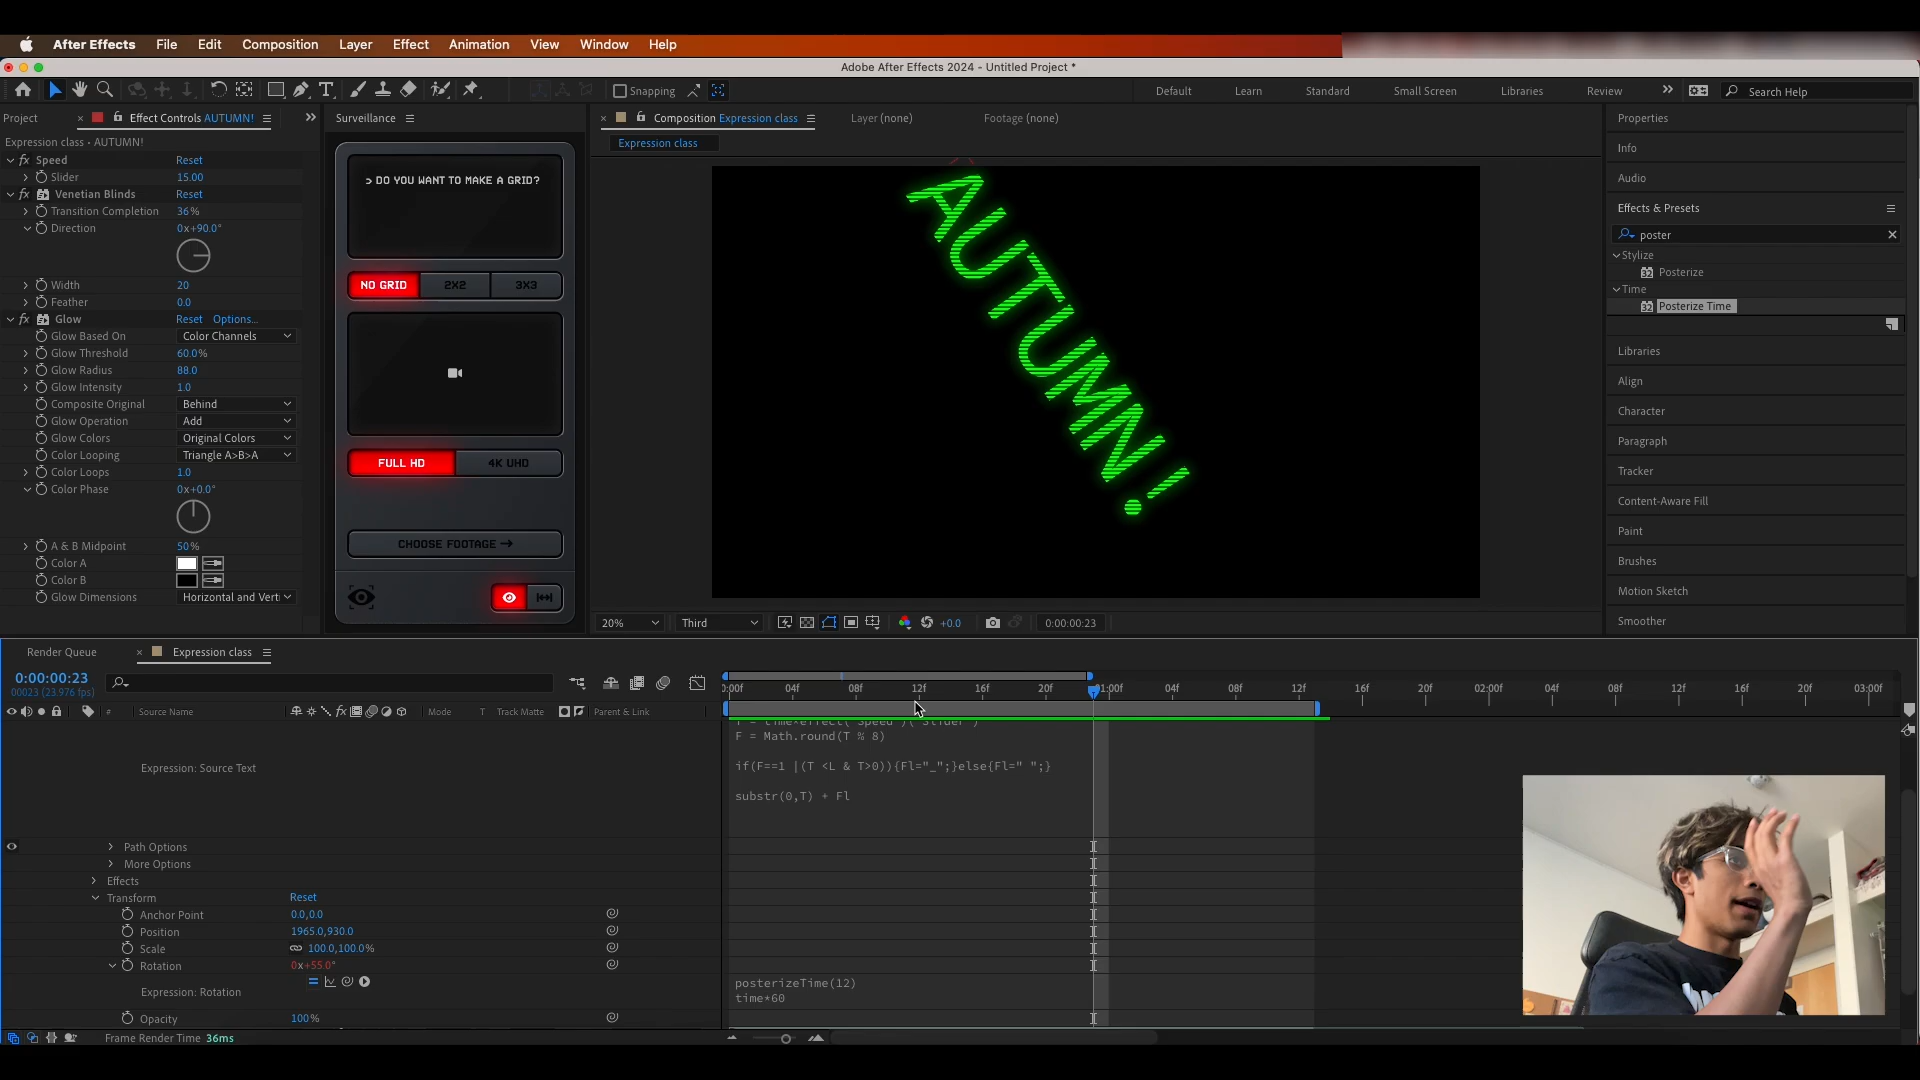 After Effects File Edit Composition Layer Effect Animation View Window Help
Adobe After Effects 2024 - Untitled Project *
Snapping
Default Learn Standard Small Screen Libraries Review
Search Help
Project
Effect Controls AUTUMN!
Expression class • AUTUMN!
fx Speed Reset
Slider 15.00
fx Venetian Blinds Reset
Transition Completion 36%
Direction 0x+90.0°
Width 20
Feather 0.0
fx Glow Reset Options...
Glow Based On Color Channels
Glow Threshold 60.0%
Glow Radius 88.0
Glow Intensity 1.0
Composite Original Behind
Glow Operation Add
Glow Colors Original Colors
Color Looping Triangle A>B>A
Color Loops 1.0
Color Phase 0x+0.0°
A & B Midpoint 50%
Color A
Color B
Glow Dimensions Horizontal and Verti
Surveillance
> DO YOU WANT TO MAKE A GRID?
NO GRID 2X2 3X3
FULL HD 4K UHD
CHOOSE FOOTAGE →
Composition Expression class
Layer (none)
Footage (none)
Expression class
AUTUMN!
20% Third +0.0 0:00:00:23
Properties
Info
Audio
Effects & Presets
poster
Stylize
32 Posterize
Time
32 Posterize Time
Libraries
Align
Character
Paragraph
Tracker
Content-Aware Fill
Paint
Brushes
Motion Sketch
Smoother
Render Queue
Expression class
0:00:00:23
00023 (23.976 fps)
# Source Name fx Mode T Track Matte Parent & Link
:00f 04f 08f 12f 16f 20f 01:00f 04f 08f 12f 16f 20f 02:00f 04f 08f 12f 16f 20f 03:00f
T = time*effect("Speed")("Slider")
F = Math.round(T % 8)
Expression: Source Text
if(F==1 |(T <L & T>0)){Fl="_";}else{Fl=" ";}
substr(0,T) + Fl
Path Options
More Options
Effects
Transform Reset
Anchor Point 0.0,0.0
Position 1965.0,930.0
Scale 100.0,100.0%
Rotation 0x+55.0°
Expression: Rotation
posterizeTime(12)
time*60
Opacity 100%
Frame Render Time 36ms